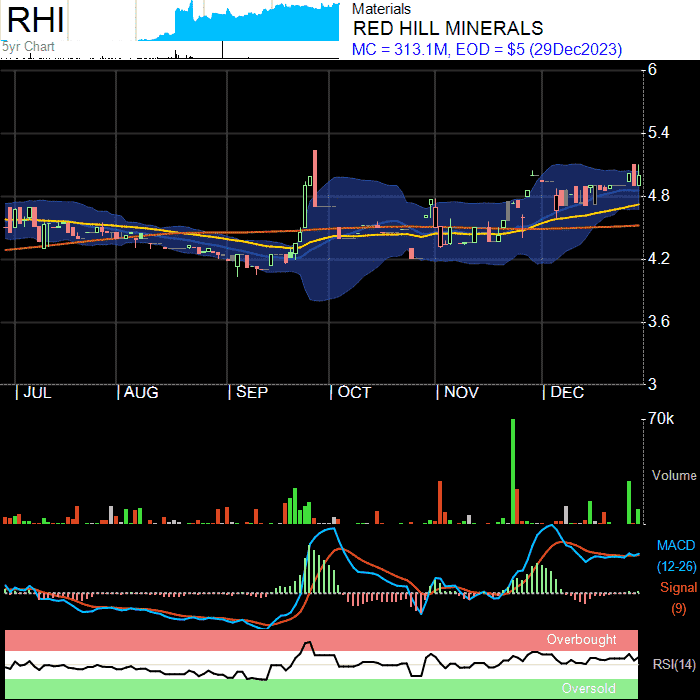 RHI
5yr Chart
Materials
RED HILL MINERALS
MC = 313.1M, EOD = $5 (29Dec2023)
6
5.4
4.8
4.2
3.6
3
JUL AUG SEP OCT NOV DEC
70k
Volume
MACD
(12-26)
Signal
(9)
Overbought
RSI(14)
Oversold